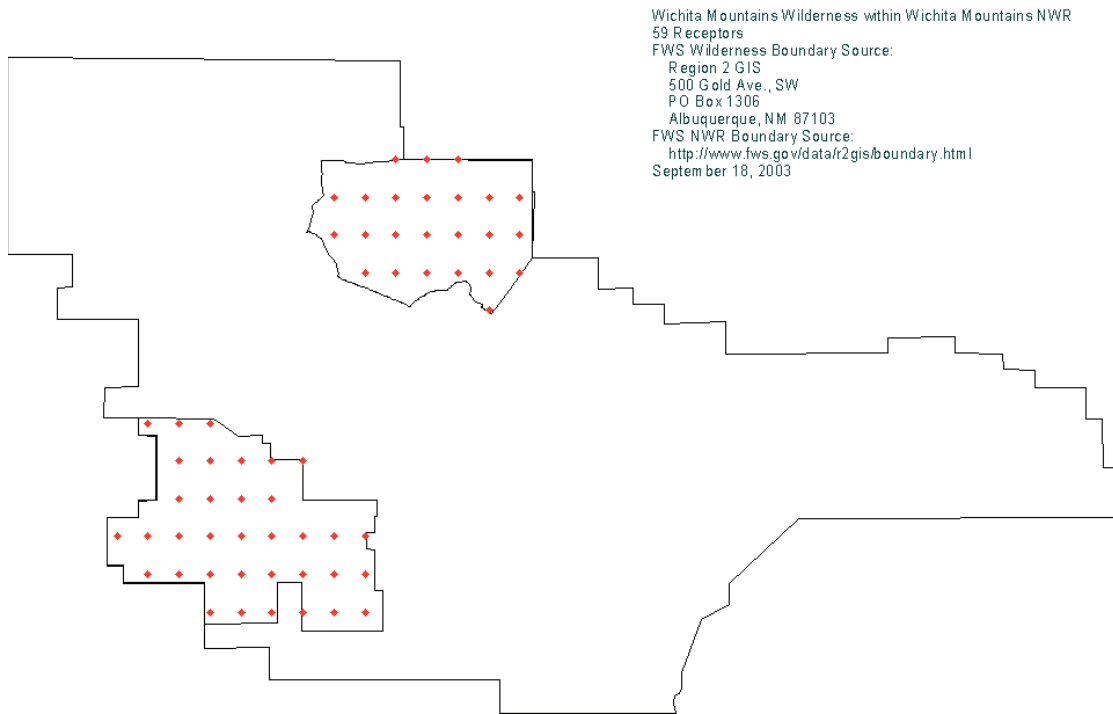 Wichita Mountains Wilderness within Wichita Mountains NWR
59 Receptors
FWS Wilderness Boundary Source:
Region 2 GIS
500 Gold Ave., SW
PO Box 1306
Albuquerque, NM 87103
FWS NWR Boundary Source:
http://www.fws.gov/data/r2gis/boundary.html
September 18, 2003